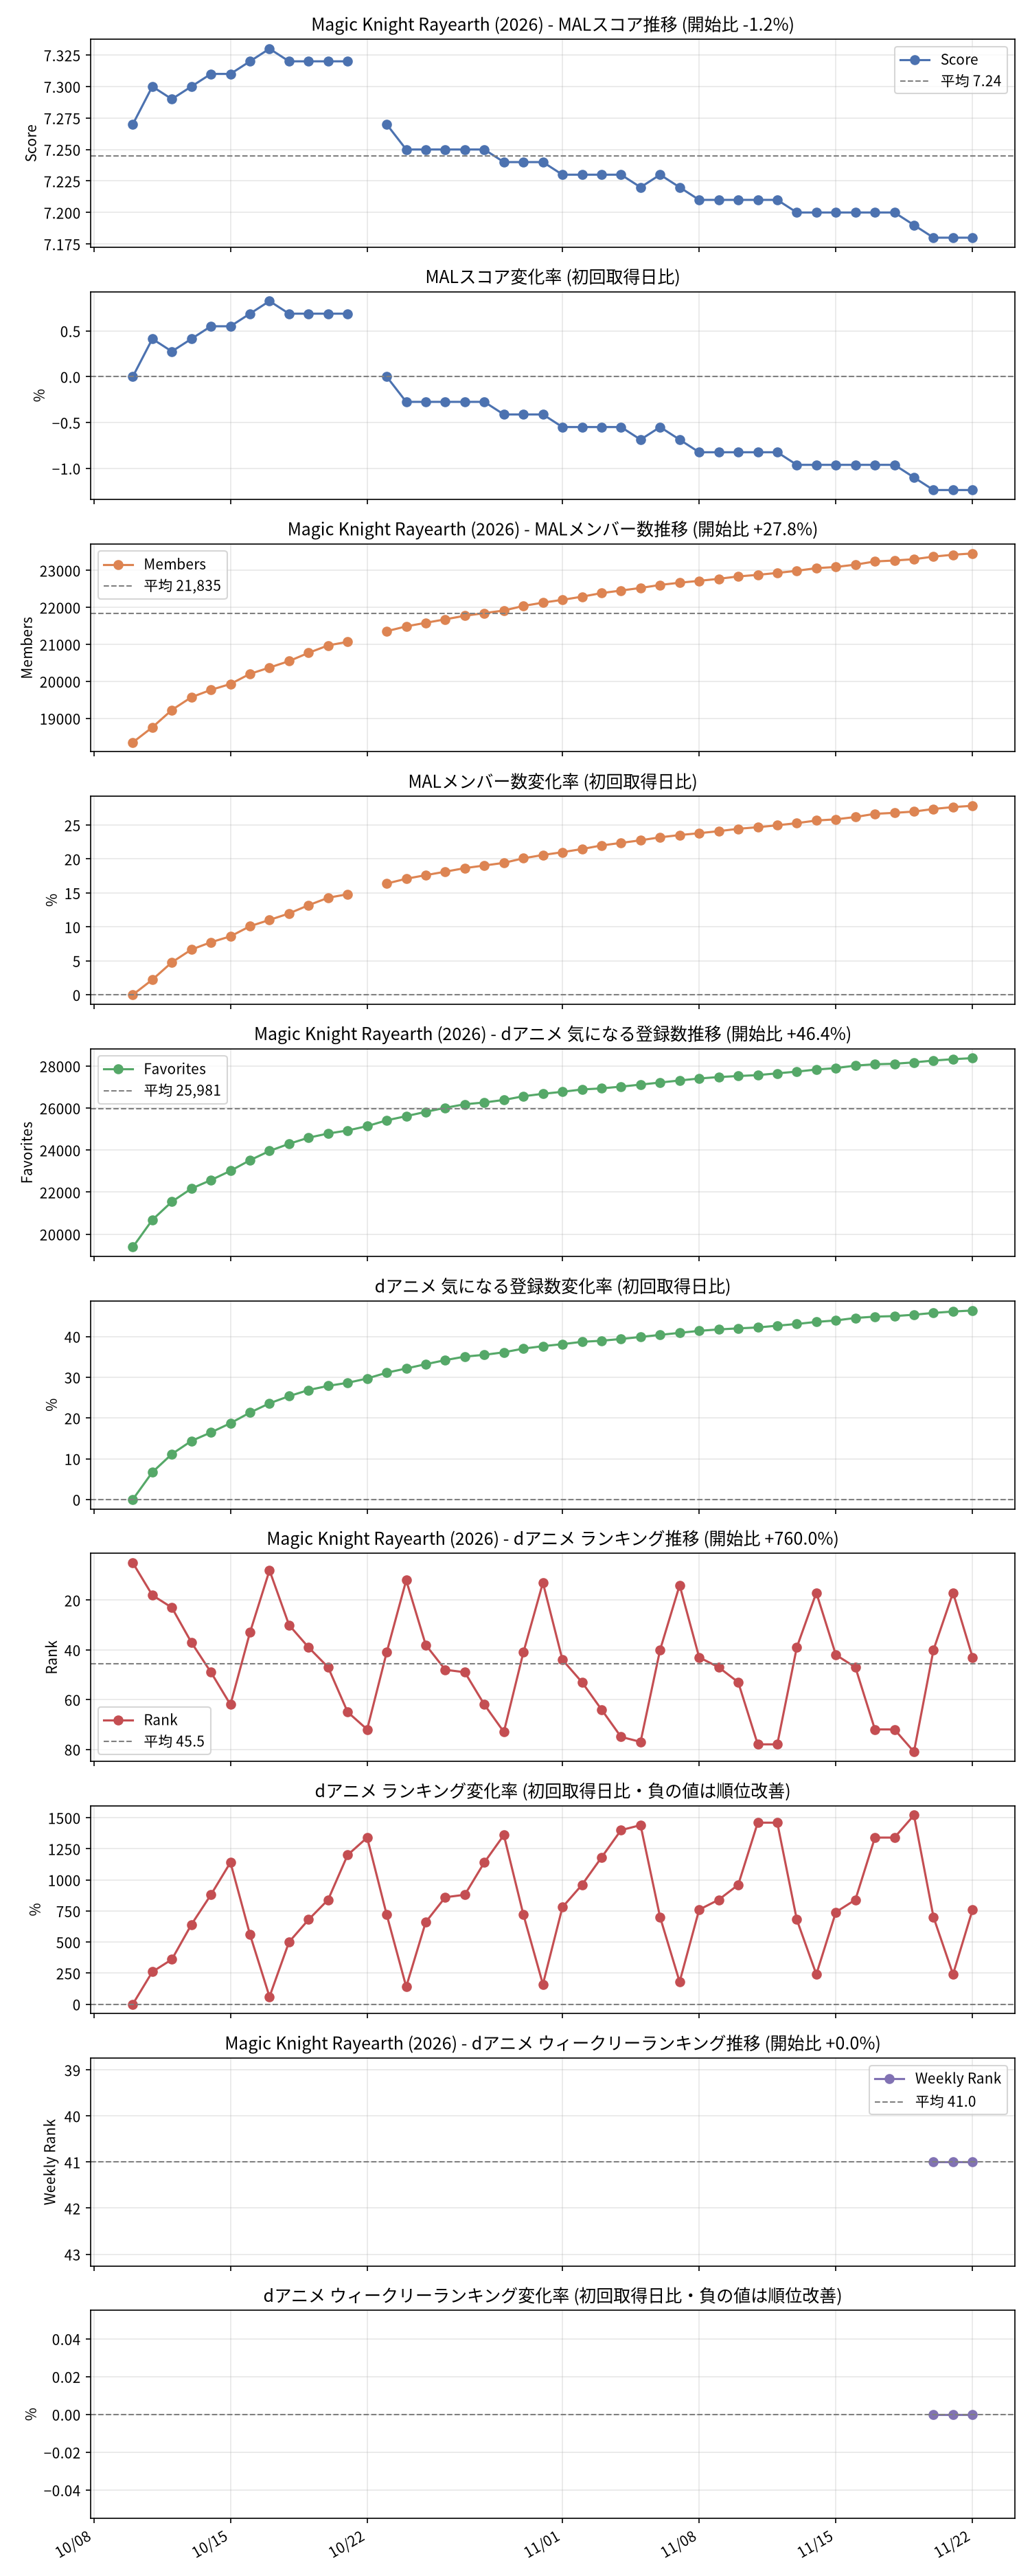 Magic Knight Rayearth (2026) - MALスコア推移 (開始比 -1.2%)
7.325
7.300
7.275
7.250
7.225
7.200
7.175
Score
Score
平均 7.24
MALスコア変化率 (初回取得日比)
0.5
0.0
−0.5
−1.0
%
Magic Knight Rayearth (2026) - MALメンバー数推移 (開始比 +27.8%)
23000
22000
21000
20000
19000
Members
Members
平均 21,835
MALメンバー数変化率 (初回取得日比)
25
20
15
10
5
0
%
Magic Knight Rayearth (2026) - dアニメ 気になる登録数推移 (開始比 +46.4%)
28000
26000
24000
22000
20000
Favorites
Favorites
平均 25,981
dアニメ 気になる登録数変化率 (初回取得日比)
40
30
20
10
0
%
Magic Knight Rayearth (2026) - dアニメ ランキング推移 (開始比 +760.0%)
20
40
60
80
Rank
Rank
平均 45.5
dアニメ ランキング変化率 (初回取得日比・負の値は順位改善)
1500
1250
1000
750
500
250
0
%
Magic Knight Rayearth (2026) - dアニメ ウィークリーランキング推移 (開始比 +0.0%)
39
40
41
42
43
Weekly Rank
Weekly Rank
平均 41.0
dアニメ ウィークリーランキング変化率 (初回取得日比・負の値は順位改善)
0.04
0.02
0.00
−0.02
−0.04
%
10/08
10/15
10/22
11/01
11/08
11/15
11/22